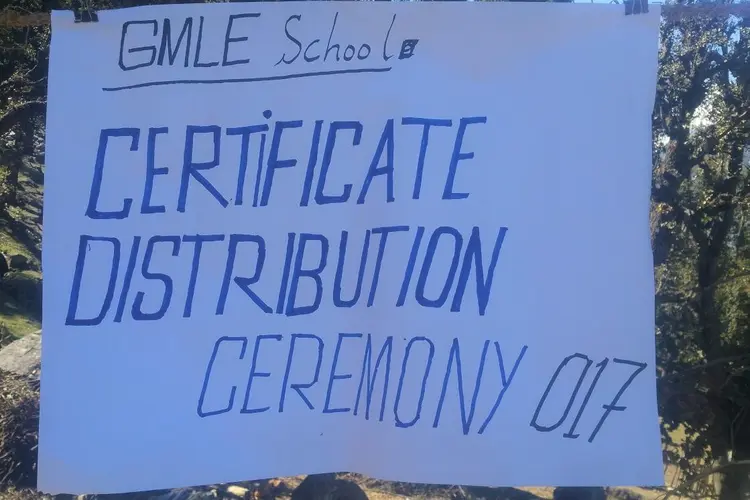 GMLE School
CERTiFICATE
DISTRIBUTION
CEREMONY 017